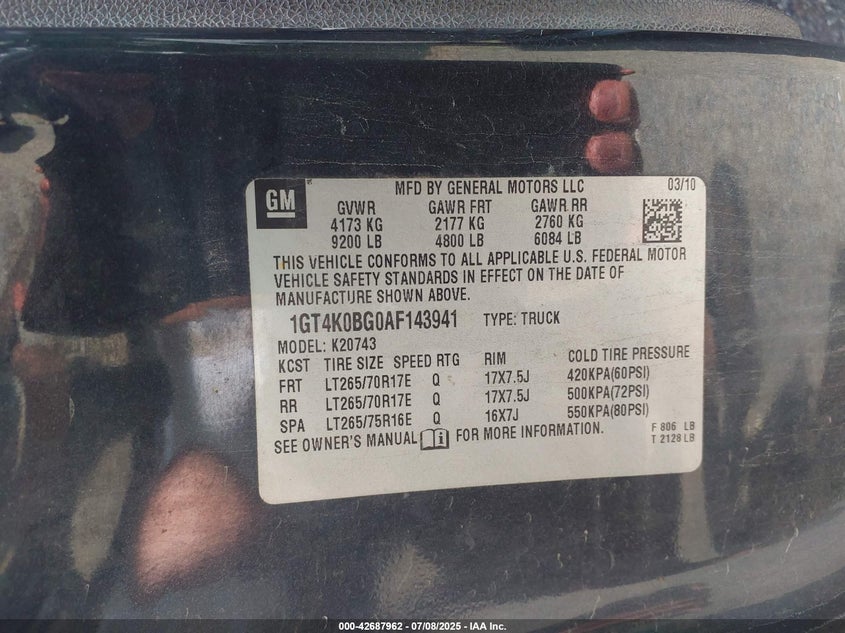 GM
MFD BY GENERAL MOTORS LLC 03/10
GVWR GAWR FRT GAWR RR
4173 KG 2177 KG 2760 KG
9200 LB 4800 LB 6084 LB
THIS VEHICLE CONFORMS TO ALL APPLICABLE U.S. FEDERAL MOTOR
VEHICLE SAFETY STANDARDS IN EFFECT ON THE DATE OF
MANUFACTURE SHOWN ABOVE.
1GT4K0BG0AF143941 TYPE: TRUCK
MODEL: K20743
KCST TIRE SIZE SPEED RTG RIM COLD TIRE PRESSURE
FRT LT265/70R17E Q 17X7.5J 420KPA(60PSI)
RR LT265/70R17E Q 17X7.5J 500KPA(72PSI)
SPA LT265/75R16E Q 16X7J 550KPA(80PSI)
SEE OWNER'S MANUAL FOR MORE INFORMATION.
F 806 LB
T 2128 LB
000-42687962 - 07/08/2025 - IAA Inc.